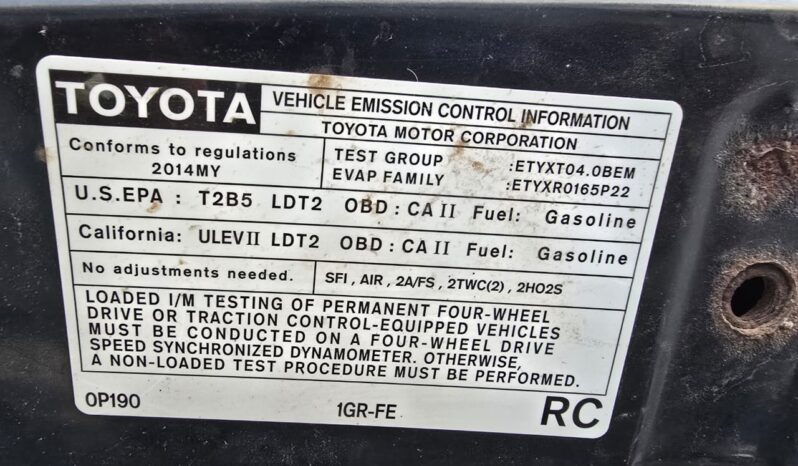 TOYOTA
VEHICLE EMISSION CONTROL INFORMATION
TOYOTA MOTOR CORPORATION
Conforms to regulations
2014MY
TEST GROUP :ETYXT04.0BEM
EVAP FAMILY :ETYXR0165P22
U.S.EPA : T2B5 LDT2 OBD : CA II Fuel: Gasoline
California: ULEV II LDT2 OBD : CA II Fuel: Gasoline
No adjustments needed.
SFI , AIR , 2A/FS , 2TWC(2) , 2HO2S
LOADED I/M TESTING OF PERMANENT FOUR-WHEEL
DRIVE OR TRACTION CONTROL-EQUIPPED VEHICLES
MUST BE CONDUCTED ON A FOUR-WHEEL DRIVE
SPEED SYNCHRONIZED DYNAMOMETER. OTHERWISE,
A NON-LOADED TEST PROCEDURE MUST BE PERFORMED.
0P190 1GR-FE RC